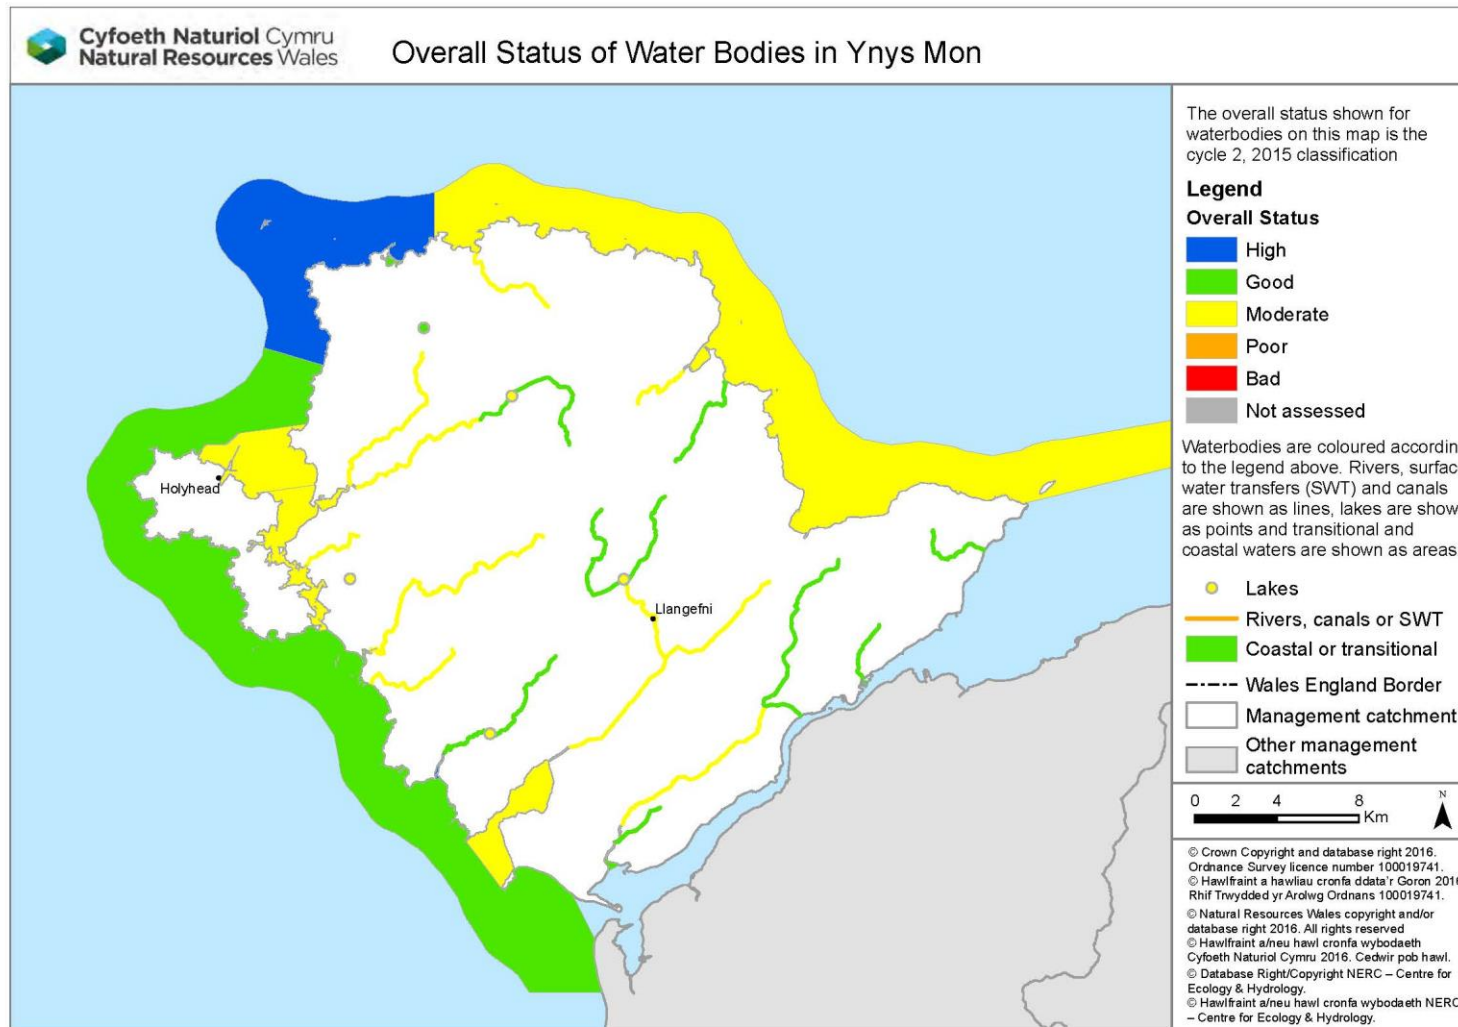 Cyfoeth Naturiol Cymru
Natural Resources Wales
Overall Status of Water Bodies in Ynys Mon
Holyhead
Llangefni
The overall status shown for
waterbodies on this map is the
cycle 2, 2015 classification
Legend
Overall Status
High
Good
Moderate
Poor
Bad
Not assessed
Waterbodies are coloured accordin
to the legend above. Rivers, surfac
water transfers (SWT) and canals
are shown as lines, lakes are show
as points and transitional and
coastal waters are shown as areas
Lakes
Rivers, canals or SWT
Coastal or transitional
Wales England Border
Management catchment
Other management
catchments
0 2 4 8
Km
N
© Crown Copyright and database right 2016.
Ordnance Survey licence number 100019741.
© Hawlfraint a hawliau cronfa ddata'r Goron 2016
Rhif Trwydded yr Arolwg Ordnans 100019741.
© Natural Resources Wales copyright and/or
database right 2016. All rights reserved
© Hawlfraint a/neu hawl cronfa wybodaeth
Cyfoeth Naturiol Cymru 2016. Cedwir pob hawl.
© Database Right/Copyright NERC – Centre for
Ecology & Hydrology.
© Hawlfraint a/neu hawl cronfa wybodaeth NERC
– Centre for Ecology & Hydrology.